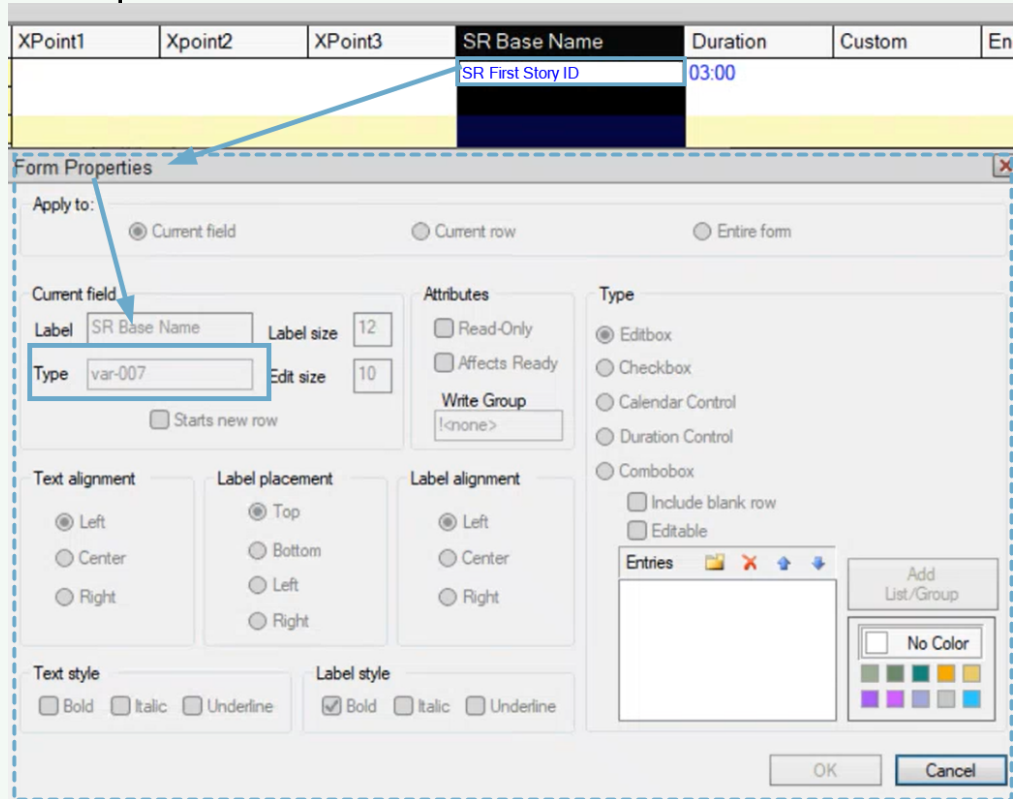 XPoint1 Xpoint2 XPoint3 SR Base Name Duration Custom En
SR First Story ID 03:00
Form Properties
Apply to:
Current field Current row Entire form
Current field Attributes Type
Label SR Base Name Label size 12 Read-Only Editbox
Type var-007 Edit size 10 Affects Ready Checkbox
Starts new row Write Group Calendar Control
!<none> Duration Control
Text alignment Label placement Label alignment Combobox
Left Top Left Include blank row
Center Bottom Center Editable
Right Left Right Entries Add
List/Group
Right No Color
Text style Label style
Bold Italic Underline Bold Italic Underline
OK Cancel